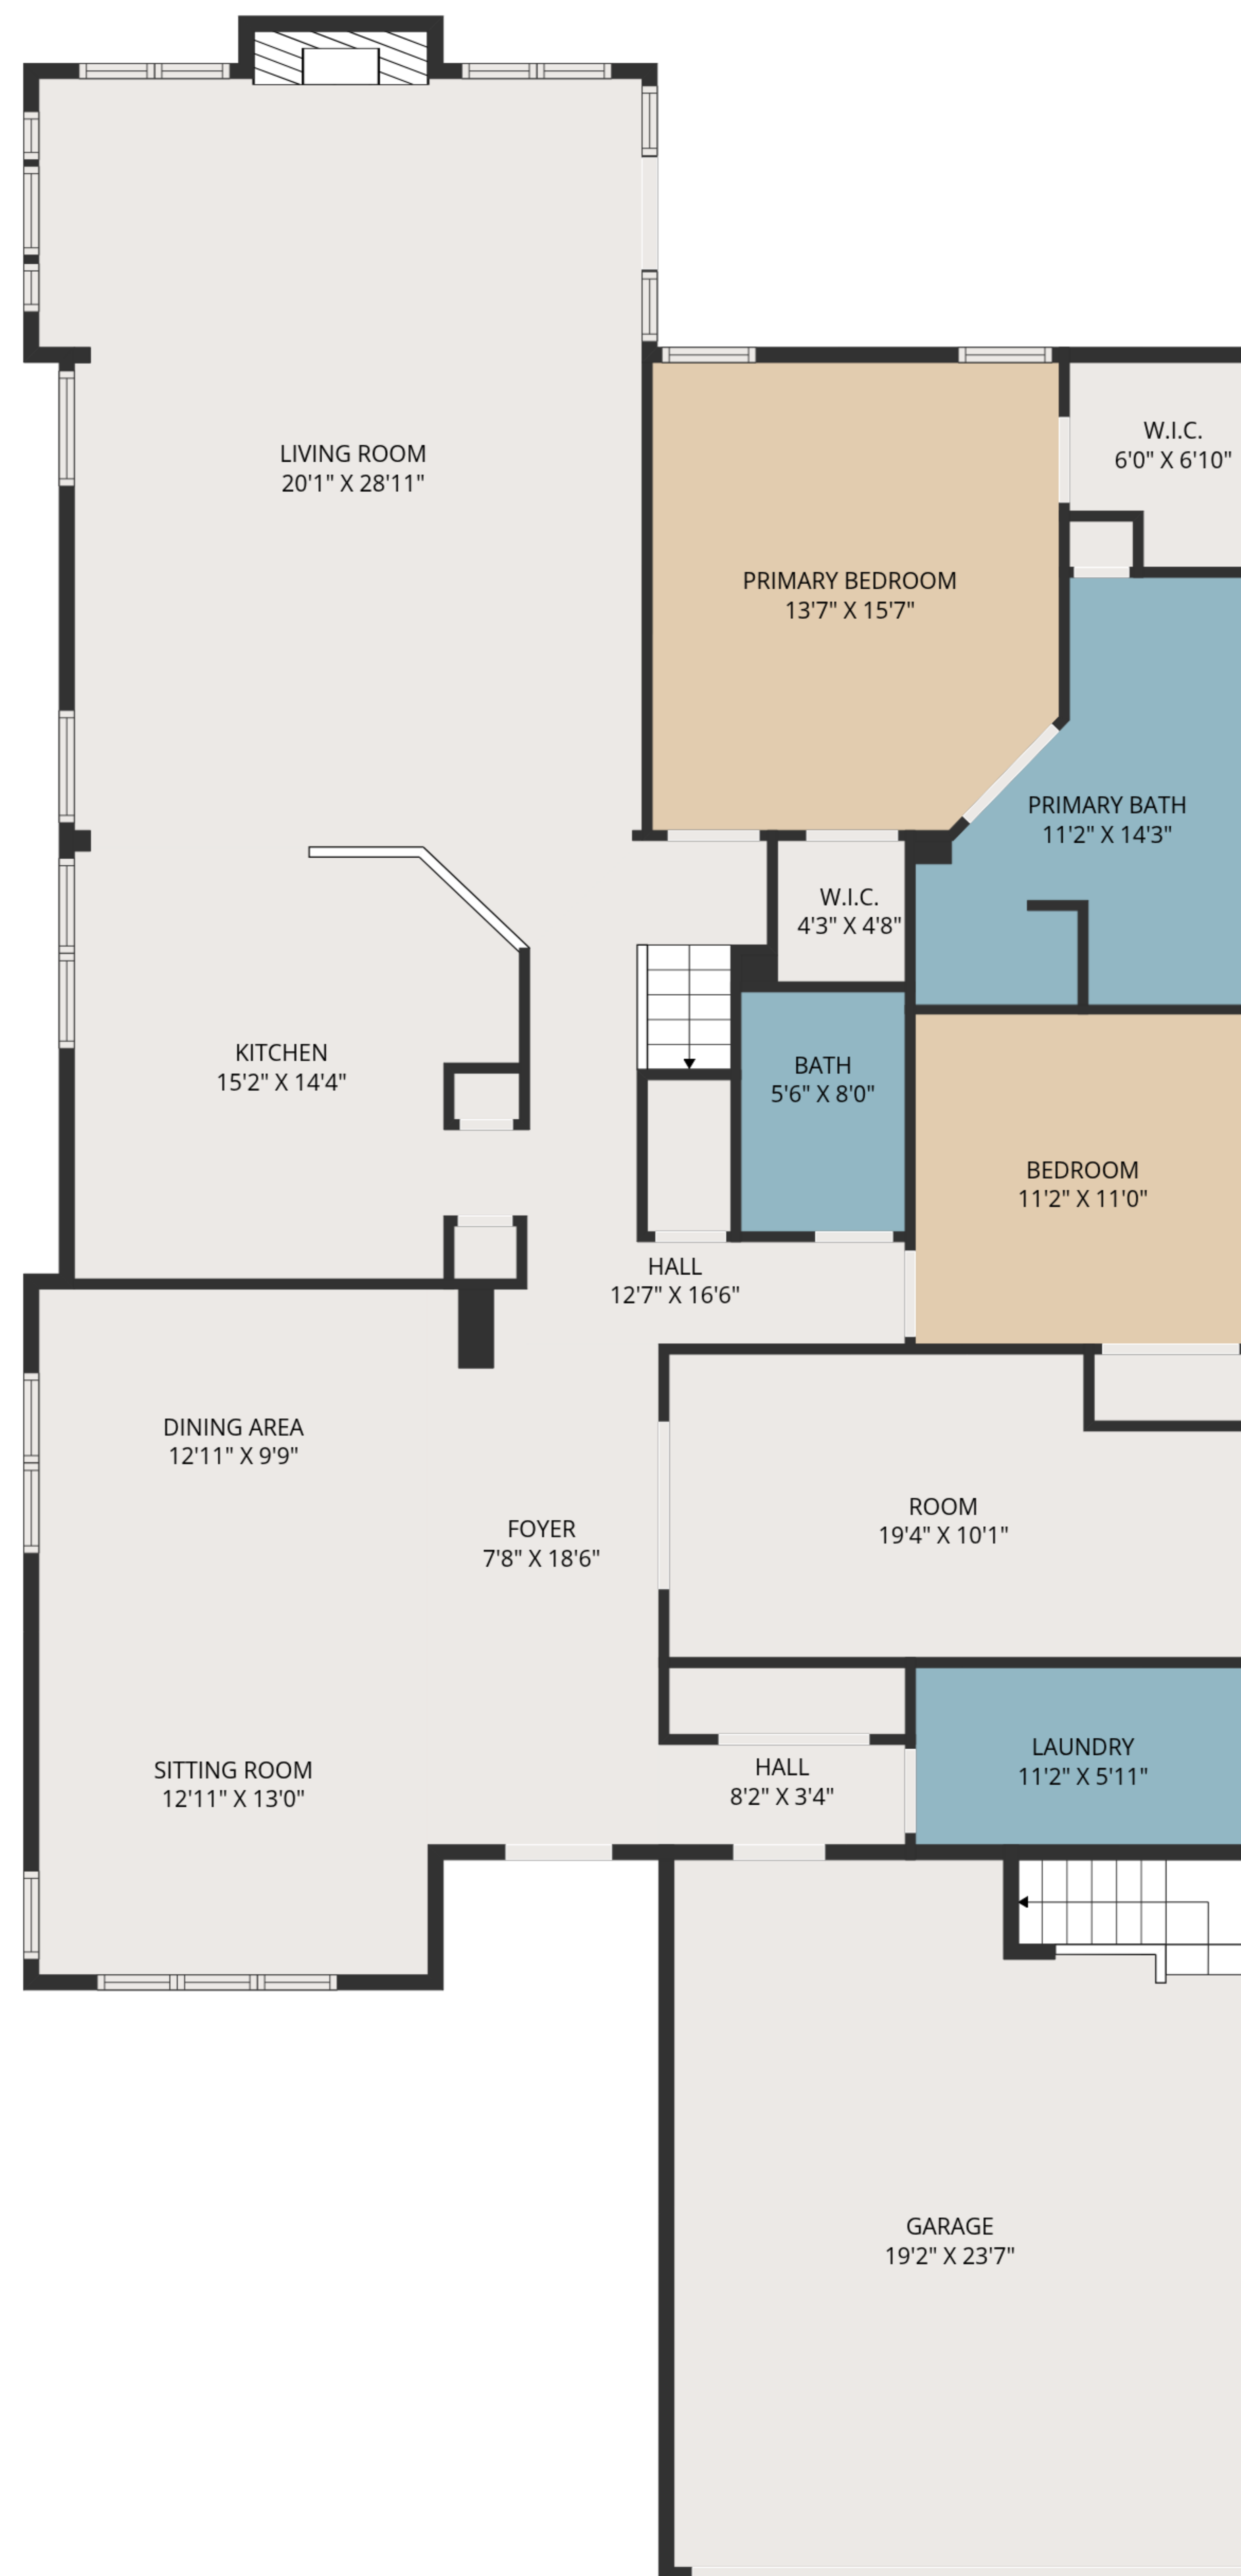 LIVING ROOM
20'1" X 28'11"
W.I.C.
6'0" X 6'10"
PRIMARY BEDROOM
13'7" X 15'7"
PRIMARY BATH
11'2" X 14'3"
W.I.C.
4'3" X 4'8"
KITCHEN
15'2" X 14'4"
BATH
5'6" X 8'0"
BEDROOM
11'2" X 11'0"
HALL
12'7" X 16'6"
DINING AREA
12'11" X 9'9"
ROOM
19'4" X 10'1"
FOYER
7'8" X 18'6"
LAUNDRY
11'2" X 5'11"
HALL
8'2" X 3'4"
SITTING ROOM
12'11" X 13'0"
GARAGE
19'2" X 23'7"